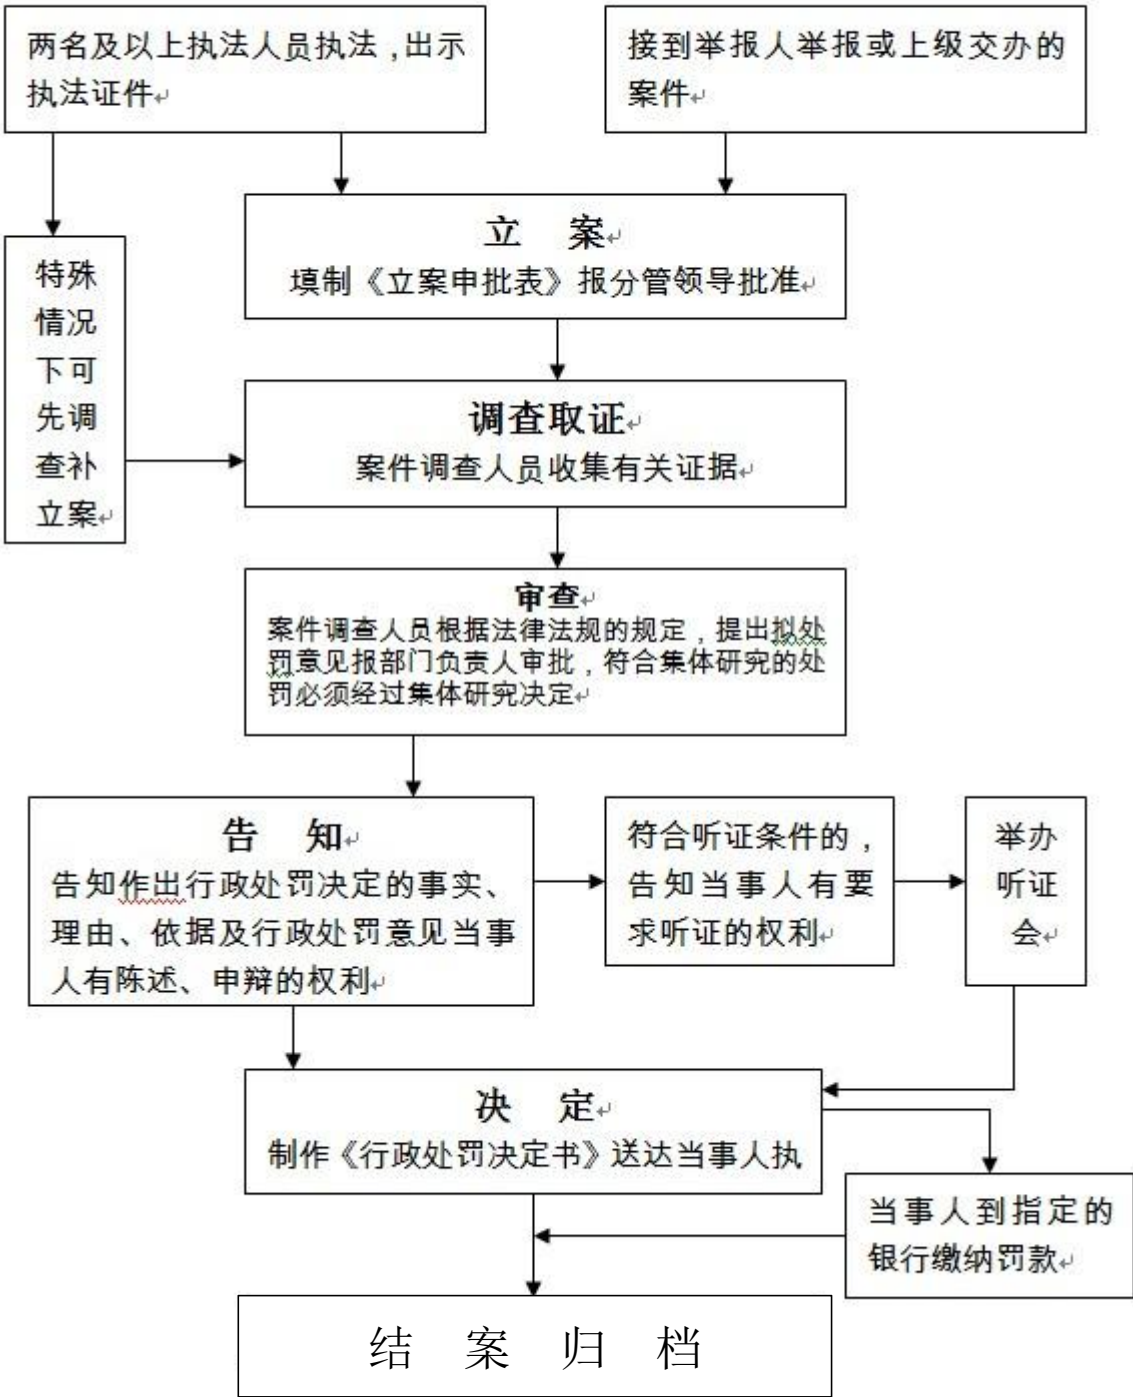 两名及以上执法人员执法，出示
执法证件
接到举报人举报或上级交办的
案件
立 案
填制《立案申批表》报分管领导批准
特殊
情况
下可
先调
查补
立案
调查取证
案件调查人员收集有关证据
审查
案件调查人员根据法律法规的规定，提出拟处
罚意见报部门负责人审批，符合集体研究的处
罚必须经过集体研究决定
告 知
告知作出行政处罚决定的事实、
理由、依据及行政处罚意见当事
人有陈述、申辩的权利
符合听证条件的，
告知当事人有要
求听证的权利
举办
听证
会
决 定
制作《行政处罚决定书》送达当事人执
当事人到指定的
银行缴纳罚款
结 案 归 档